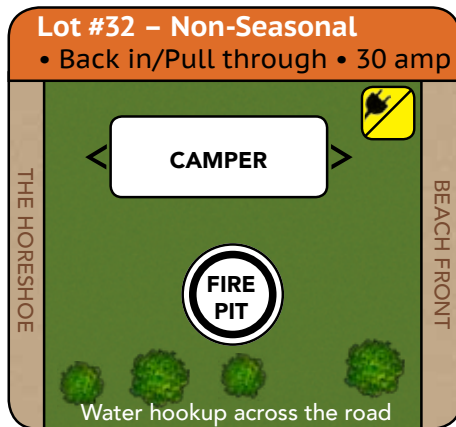 Lot #32 – Non-Seasonal
• Back in/Pull through • 30 amp
CAMPER
THE HORESHOE
BEACH FRONT
FIRE
PIT
Water hookup across the road